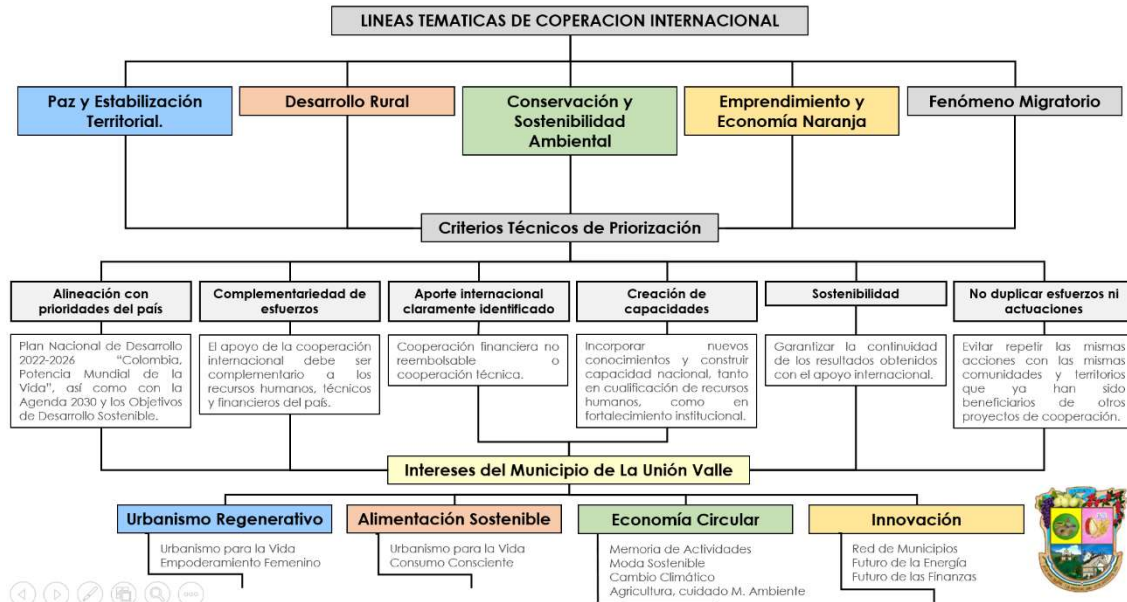 LINEAS TEMATICAS DE COPERACION INTERNACIONAL
Paz y Estabilización
Territorial.
Desarrollo Rural
Conservación y
Sostenibilidad
Ambiental
Emprendimiento y
Economía Naranja
Fenómeno Migratorio
Criterios Técnicos de Priorización
Alineación con
prioridades del país
Plan Nacional de Desarrollo
2022-2026 "Colombia,
Potencia Mundial de la
Vida", así como con la
Agenda 2030 y los Objetivos
de Desarrollo Sostenible.
Complementariedad de
esfuerzos
El apoyo de la cooperación
internacional debe ser
complementario a los
recursos humanos, técnicos
y financieros del país.
Aporte internacional
claramente identificado
Cooperación financiera no
reembolsable o
cooperación técnica.
Creación de
capacidades
Incorporar nuevos
conocimientos y construir
capacidad nacional, tanto
en cualificación de recursos
humanos, como en
fortalecimiento institucional.
Sostenibilidad
Garantizar la continuidad
de los resultados obtenidos
con el apoyo internacional.
No duplicar esfuerzos ni
actuaciones
Evitar repetir las mismas
acciones con las mismas
comunidades y territorios
que ya han sido
beneficiarios de otros
proyectos de cooperación.
Intereses del Municipio de La Unión Valle
Urbanismo Regenerativo
Urbanismo para la Vida
Empoderamiento Femenino
Alimentación Sostenible
Urbanismo para la Vida
Consumo Consciente
Economía Circular
Memoria de Actividades
Moda Sostenible
Cambio Climático
Agricultura, cuidado M. Ambiente
Innovación
Red de Municipios
Futuro de la Energía
Futuro de las Finanzas